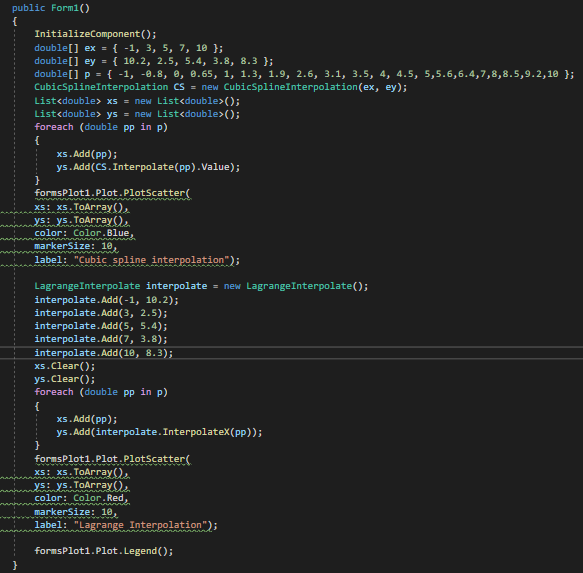 public Form1()
{
InitializeComponent();
double[] ex = { -1, 3, 5, 7, 10 };
double[] ey = { 10.2, 2.5, 5.4, 3.8, 8.3 };
double[] p = { -1, -0.8, 0, 0.65, 1, 1.3, 1.9, 2.6, 3.1, 3.5, 4, 4.5, 5,5.6,6.4,7,8,8.5,9.2,10 };
CubicSplineInterpolation CS = new CubicSplineInterpolation(ex, ey);
List<double> xs = new List<double>();
List<double> ys = new List<double>();
foreach (double pp in p)
{
xs.Add(pp);
ys.Add(CS.Interpolate(pp).Value);
}
formsPlot1.Plot.PlotScatter(
xs: xs.ToArray(),
ys: ys.ToArray(),
color: Color.Blue,
markerSize: 10,
label: "Cubic spline interpolation");
LagrangeInterpolate interpolate = new LagrangeInterpolate();
interpolate.Add(-1, 10.2);
interpolate.Add(3, 2.5);
interpolate.Add(5, 5.4);
interpolate.Add(7, 3.8);
interpolate.Add(10, 8.3);
xs.Clear();
ys.Clear();
foreach (double pp in p)
{
xs.Add(pp);
ys.Add(interpolate.InterpolateX(pp));
}
formsPlot1.Plot.PlotScatter(
xs: xs.ToArray(),
ys: ys.ToArray(),
color: Color.Red,
markerSize: 10,
label: "Lagrange Interpolation");
formsPlot1.Plot.Legend();
}